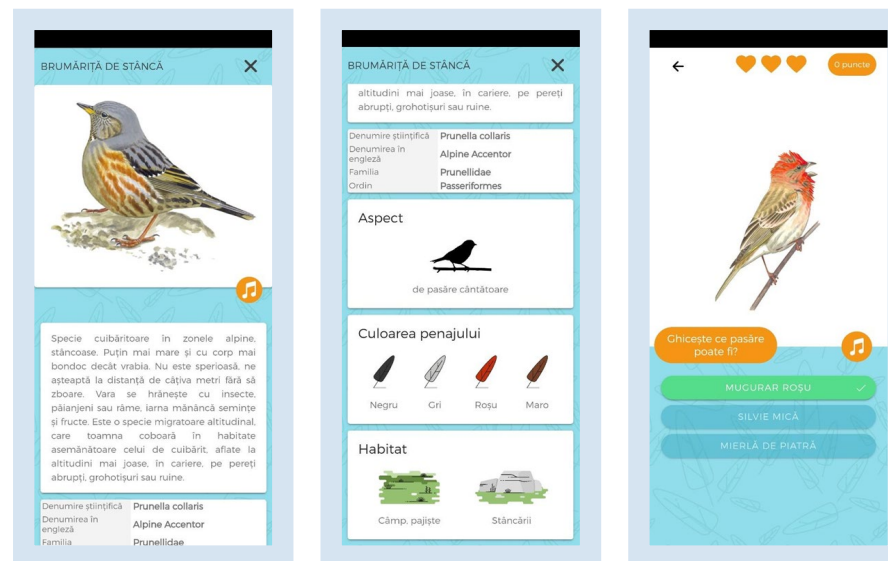 BRUMĂRIȚĂ DE STÂNCĂ
Specie cuibăritoare în zonele alpine,
stâncoase. Puțin mai mare și cu corp mai
bondoc decât vrabia. Nu este sperioasă, ne
așteaptă la distanță de câțiva metri fără să
zboare. Vara se hrănește cu insecte,
păianjeni sau râme, iarna mănâncă semințe
și fructe. Este o specie migratoare altitudinal,
care toamna coboară în habitate
asemănătoare celui de cuibărit, aflate la
altitudini mai joase, în cariere, pe pereți
abrupți, grohotișuri sau ruine.
Denumire științifică Prunella collaris
Denumirea în
engleză Alpine Accentor
Familia Prunellidae
BRUMĂRIȚĂ DE STÂNCĂ
altitudini mai joase, în cariere, pe pereți
abrupți, grohotișuri sau ruine.
Denumire științifică Prunella collaris
Denumirea în
engleză Alpine Accentor
Familia Prunellidae
Ordin Passeriformes
Aspect
de pasăre cântătoare
Culoarea penajului
Negru Gri Roșu Maro
Habitat
Câmp, pajiște Stâncării
0 puncte
Ghicește ce pasăre
poate fi?
MUGURAR ROȘU
SILVIE MICĂ
MIERLĂ DE PIATRĂ